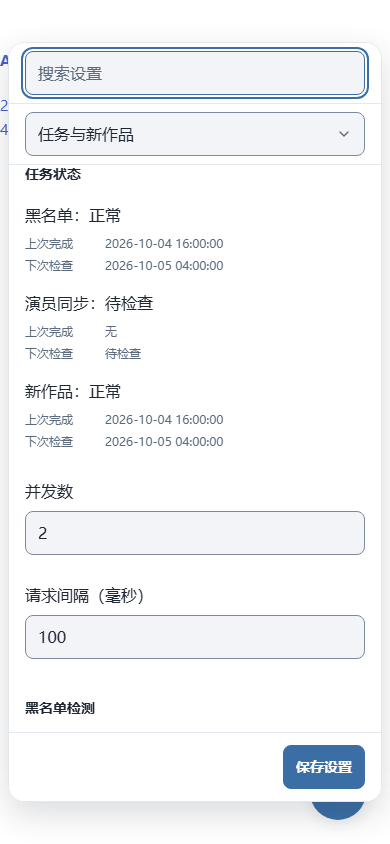 A
2
4
搜索设置
任务与新作品
任务状态
黑名单：正常
上次完成 2026-10-04 16:00:00
下次检查 2026-10-05 04:00:00
演员同步：待检查
上次完成 无
下次检查 待检查
新作品：正常
上次完成 2026-10-04 16:00:00
下次检查 2026-10-05 04:00:00
并发数
2
请求间隔（毫秒）
100
黑名单检测
保存设置